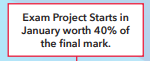 Exam Project Starts in
January worth 40% of
the final mark.